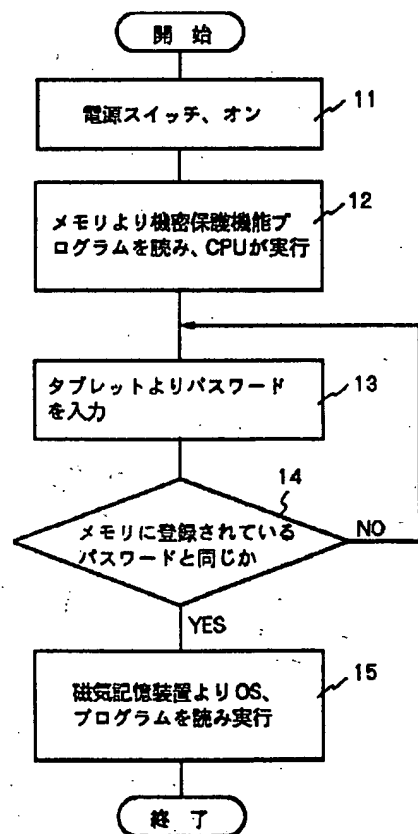 開始
電源スイッチ、オン
11
メモリより機密保護機能プ
ログラムを読み、CPUが実行
12
タブレットよりパスワード
を入力
13
14
メモリに登録されている
パスワードと同じか
NO
YES
磁気記憶装置よりOS、
プログラムを読み実行
15
終了